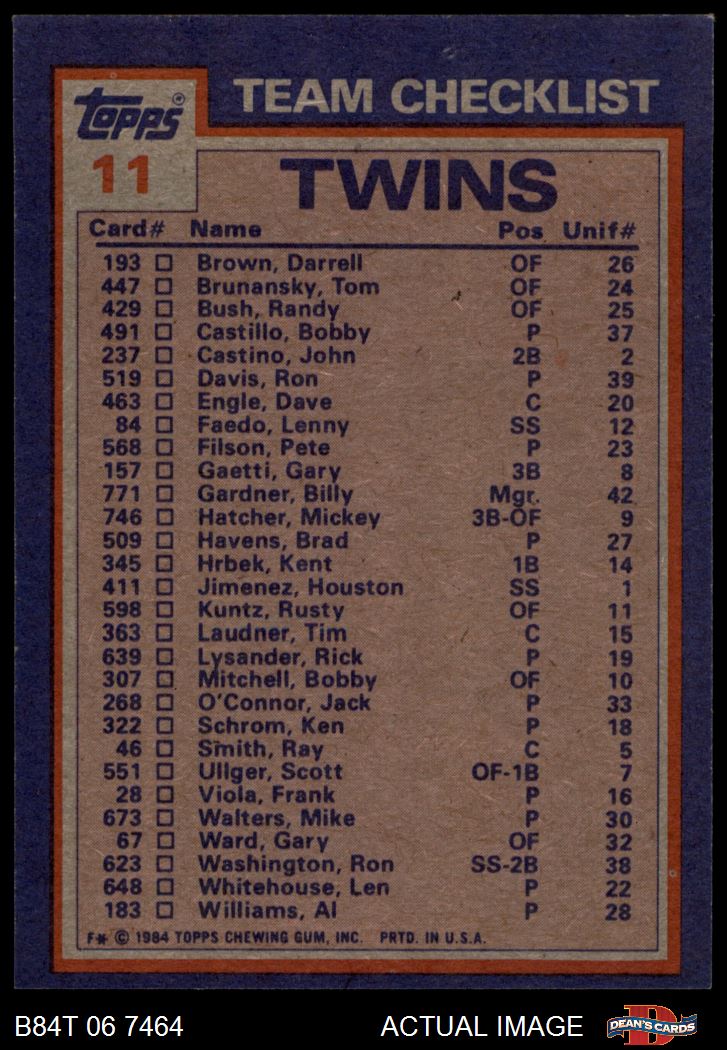 TOPPS®
TEAM CHECKLIST
11
TWINS
Card# Name Pos Unif#
193 Brown, Darrell OF 26
447 Brunansky, Tom OF 24
429 Bush, Randy OF 25
491 Castillo, Bobby P 37
237 Castino, John 2B 2
519 Davis, Ron P 39
463 Engle, Dave C 20
84 Faedo, Lenny SS 12
568 Filson, Pete P 23
157 Gaetti, Gary 3B 8
771 Gardner, Billy Mgr. 42
746 Hatcher, Mickey 3B-OF 9
509 Havens, Brad P 27
345 Hrbek, Kent 1B 14
411 Jimenez, Houston SS 1
598 Kuntz, Rusty OF 11
363 Laudner, Tim C 15
639 Lysander, Rick P 19
307 Mitchell, Bobby OF 10
268 O'Connor, Jack P 33
322 Schrom, Ken P 18
46 Smith, Ray C 5
551 Ullger, Scott OF-1B 7
28 Viola, Frank P 16
673 Walters, Mike P 30
67 Ward, Gary OF 32
623 Washington, Ron SS-2B 38
648 Whitehouse, Len P 22
183 Williams, Al P 28
F* © 1984 TOPPS CHEWING GUM, INC. PRTD. IN U.S.A.
B84T 06 7464 ACTUAL IMAGE
D DEAN'S CARDS